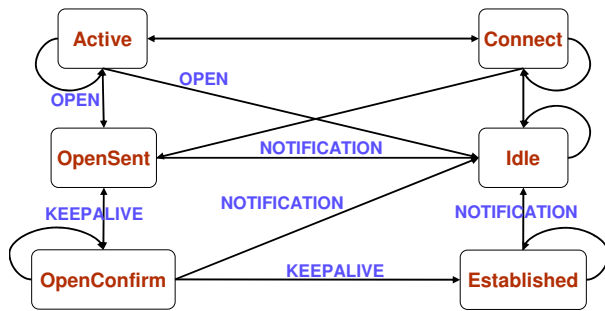 Active
Connect
OPEN
OPEN
OpenSent
NOTIFICATION
Idle
KEEPALIVE
NOTIFICATION
NOTIFICATION
OpenConfirm
KEEPALIVE
Established